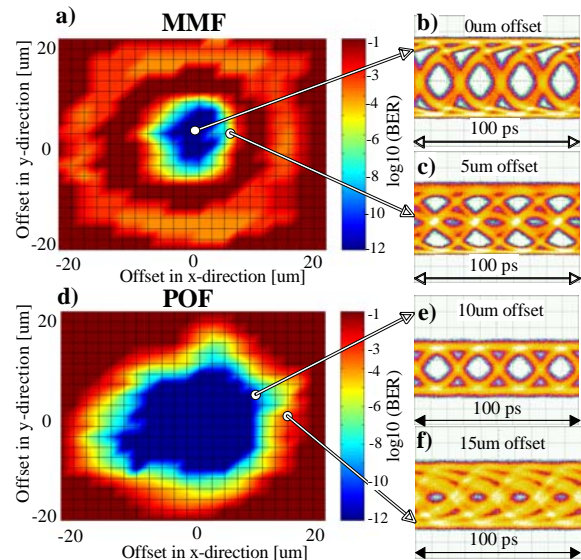 a)
MMF
Offset in y-direction [um]
20
0
-20
-20
0
20
Offset in x-direction [um]
-1
-2
-4
-6
-8
-10
-12
log10 (BER)
b)
0um offset
100 ps
c)
5um offset
100 ps
d)
POF
Offset in y-direction [um]
20
0
-20
-20
0
20
Offset in x-direction [um]
-1
-3
-4
-6
-8
-10
-12
log10 (BER)
e)
10um offset
100 ps
f)
15um offset
100 ps